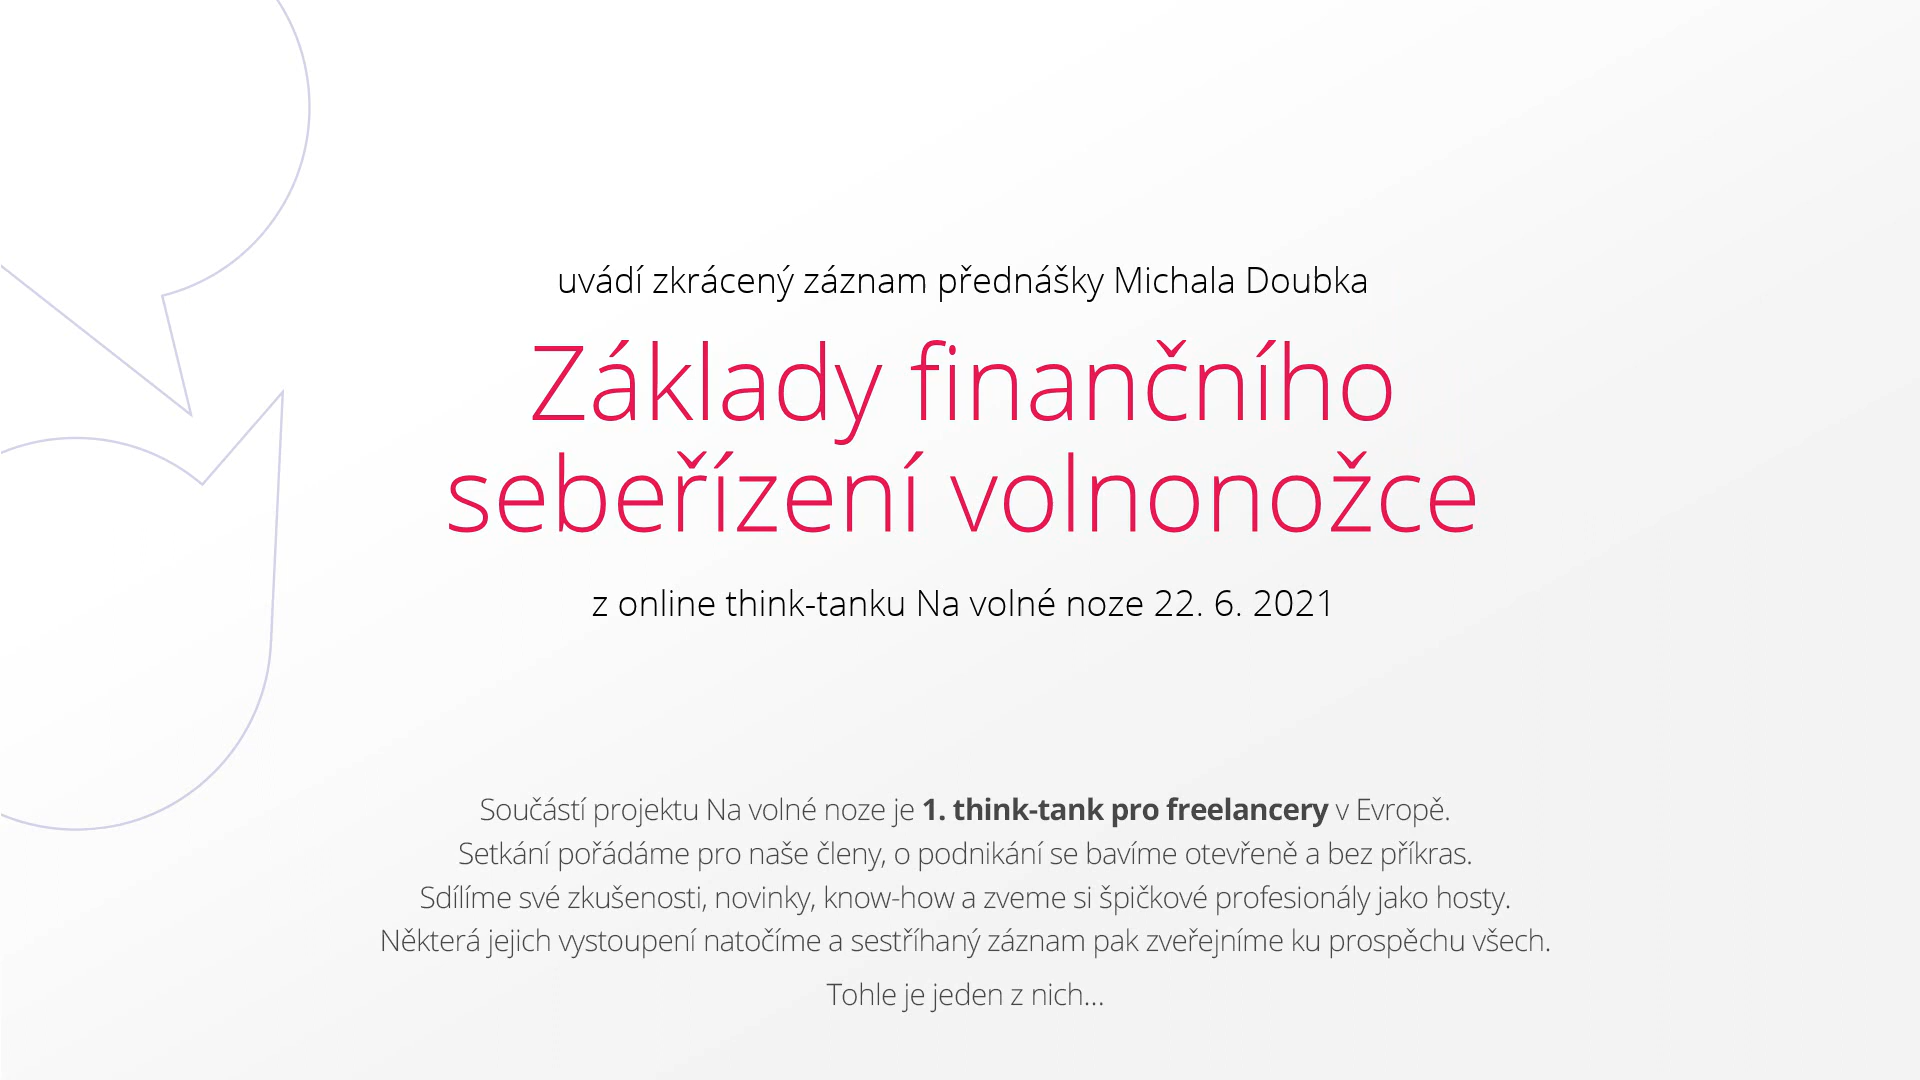 uvádí zkrácený záznam přednášky Michala Doubka
Základy finančního
sebeřízení volnonožce
z online think-tanku Na volné noze 22. 6. 2021
Součástí projektu Na volné noze je 1. think-tank pro freelancery v Evropě.
Setkání pořádáme pro naše členy, o podnikání se bavíme otevřeně a bez příkras.
Sdílíme své zkušenosti, novinky, know-how a zveme si špičkové profesionály jako hosty.
Některá jejich vystoupení natočíme a sestříhaný záznam pak zveřejníme ku prospěchu všech.
Tohle je jeden z nich...